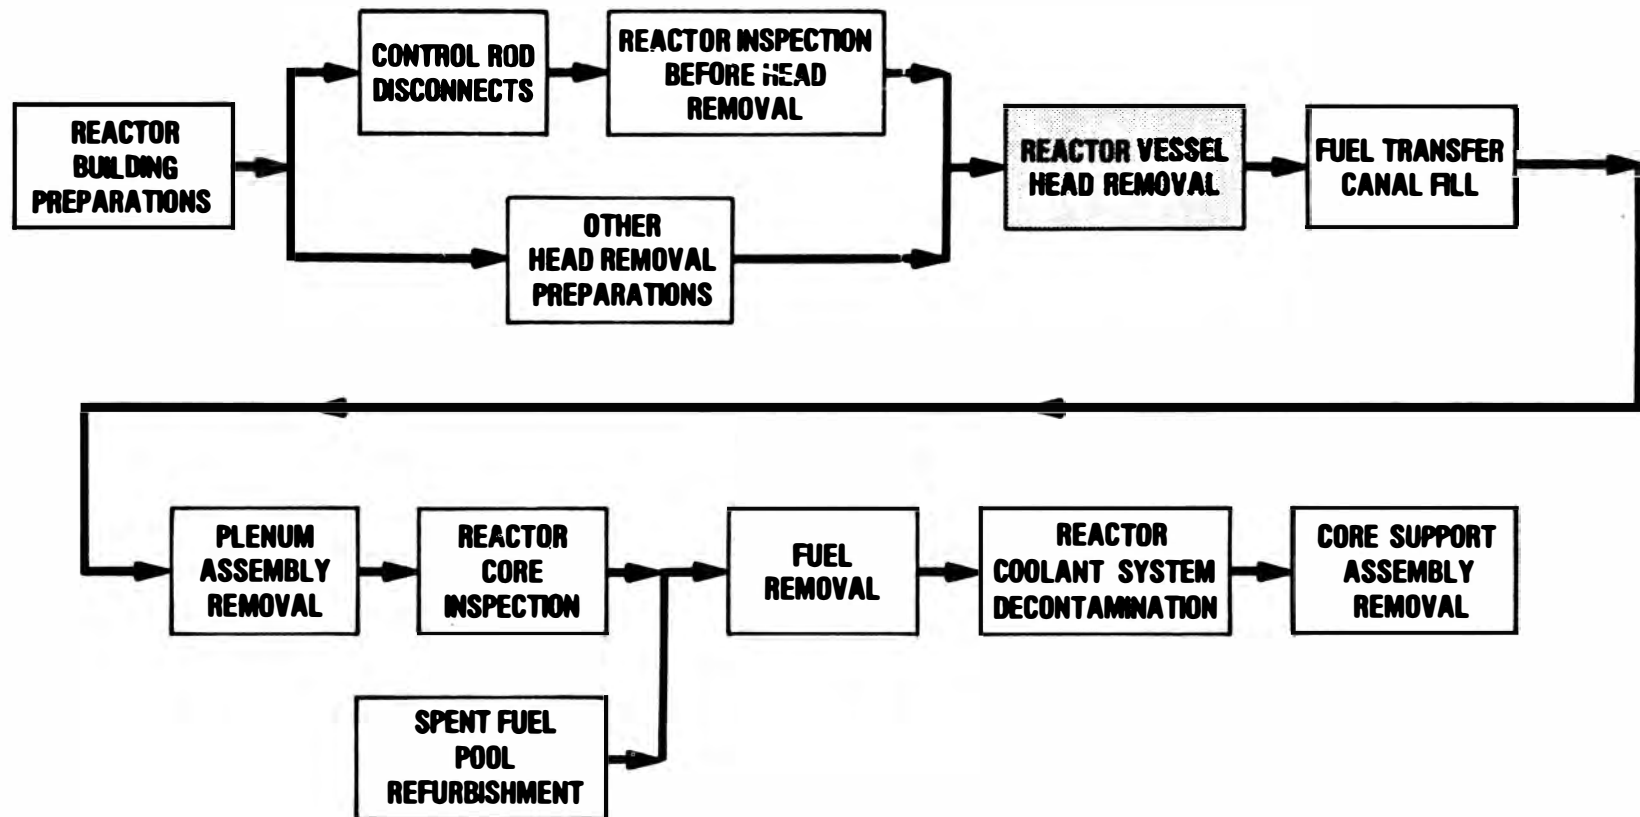 REACTOR
BUILDING
PREPARATIONS
CONTROL ROD
DISCONNECTS
REACTOR INSPECTION
BEFORE HEAD
REMOVAL
OTHER
HEAD REMOVAL
PREPARATIONS
REACTOR VESSEL
HEAD REMOVAL
FUEL TRANSFER
CANAL FILL
PLENUM
ASSEMBLY
REMOVAL
REACTOR
CORE
INSPECTION
SPENT FUEL
POOL
REFURBISHMENT
FUEL
REMOVAL
REACTOR
COOLANT SYSTEM
DECONTAMINATION
CORE SUPPORT
ASSEMBLY
REMOVAL